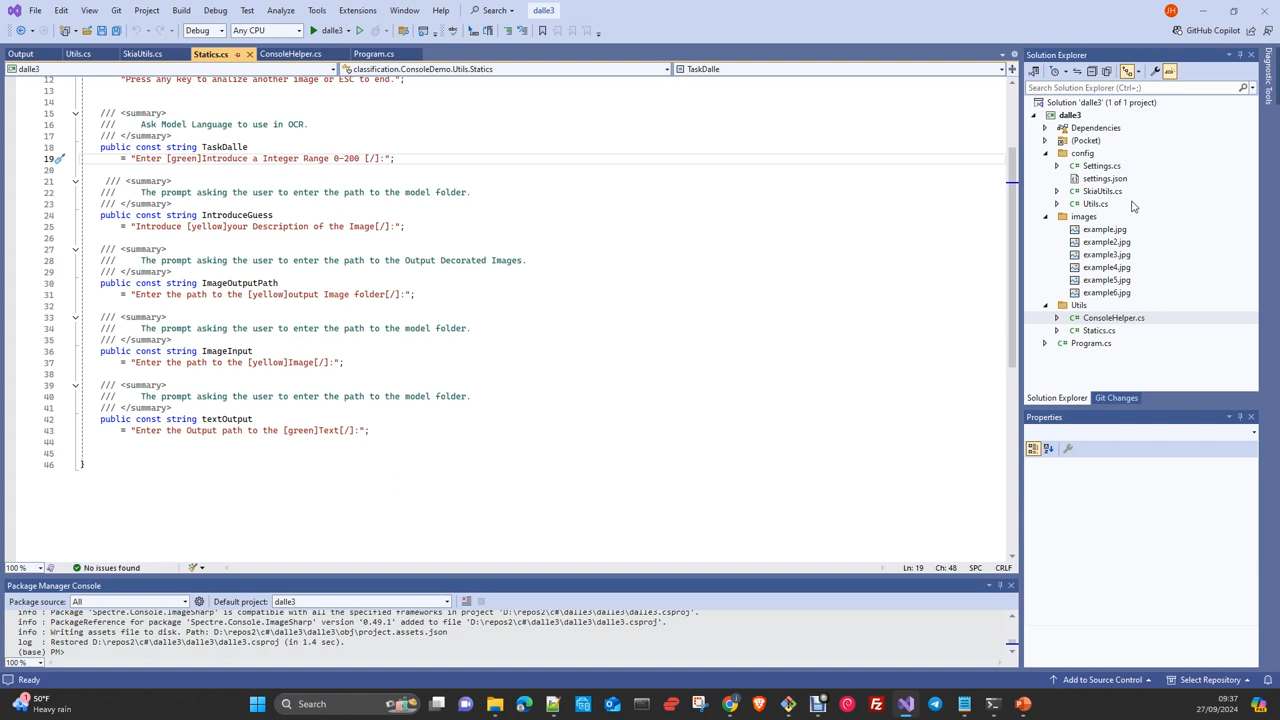 File Edit View Git Project Build Debug Test Analyze Tools Extensions Window Help Search dalle3 JH
Debug Any CPU dalle3 GitHub Copilot
Output Utils.cs SkiaUtils.cs Statics.cs ConsoleHelper.cs Program.cs
dalle3 classification.ConsoleDemo.Utils.Statics TaskDalle
12 "Press any Key to analize another image or ESC to end.";
13
14
15 /// <summary>
16 /// Ask Model Language to use in OCR.
17 /// </summary>
18 public const string TaskDalle
19 = "Enter [green]Introduce a Integer Range 0-200 [/]:";
20
21 /// <summary>
22 /// The prompt asking the user to enter the path to the model folder.
23 /// </summary>
24 public const string IntroduceGuess
25 = "Introduce [yellow]your Description of the Image[/]:";
26
27 /// <summary>
28 /// The prompt asking the user to enter the path to the Output Decorated Images.
29 /// </summary>
30 public const string ImageOutputPath
31 = "Enter the path to the [yellow]output Image folder[/]:";
32
33 /// <summary>
34 /// The prompt asking the user to enter the path to the model folder.
35 /// </summary>
36 public const string ImageInput
37 = "Enter the path to the [yellow]Image[/]:";
38
39 /// <summary>
40 /// The prompt asking the user to enter the path to the model folder.
41 /// </summary>
42 public const string textOutput
43 = "Enter the Output path to the [green]Text[/]:";
44
45
46 }
100 % No issues found Ln: 19 Ch: 48 SPC CRLF
Package Manager Console
Package source: All Default project: dalle3
info : Package 'Spectre.Console.ImageSharp' is compatible with all the specified frameworks in project 'D:\repos2\c#\dalle3\dalle3\dalle3.csproj'.
info : PackageReference for package 'Spectre.Console.ImageSharp' version '0.49.1' added to file 'D:\repos2\c#\dalle3\dalle3\dalle3.csproj'.
info : Writing assets file to disk. Path: D:\repos2\c#\dalle3\dalle3\obj\project.assets.json
log : Restored D:\repos2\c#\dalle3\dalle3\dalle3.csproj (in 1.4 sec).
(base) PM>
100 %
Solution Explorer
Search Solution Explorer (Ctrl+;)
Solution 'dalle3' (1 of 1 project)
dalle3
Dependencies
(Pocket)
config
Settings.cs
settings.json
SkiaUtils.cs
Utils.cs
images
example.jpg
example2.jpg
example3.jpg
example4.jpg
example5.jpg
example6.jpg
Utils
ConsoleHelper.cs
Statics.cs
Program.cs
Solution Explorer Git Changes
Properties
Diagnostic Tools
Ready Add to Source Control Select Repository
1 50°F
Heavy rain
Search
09:37
27/09/2024